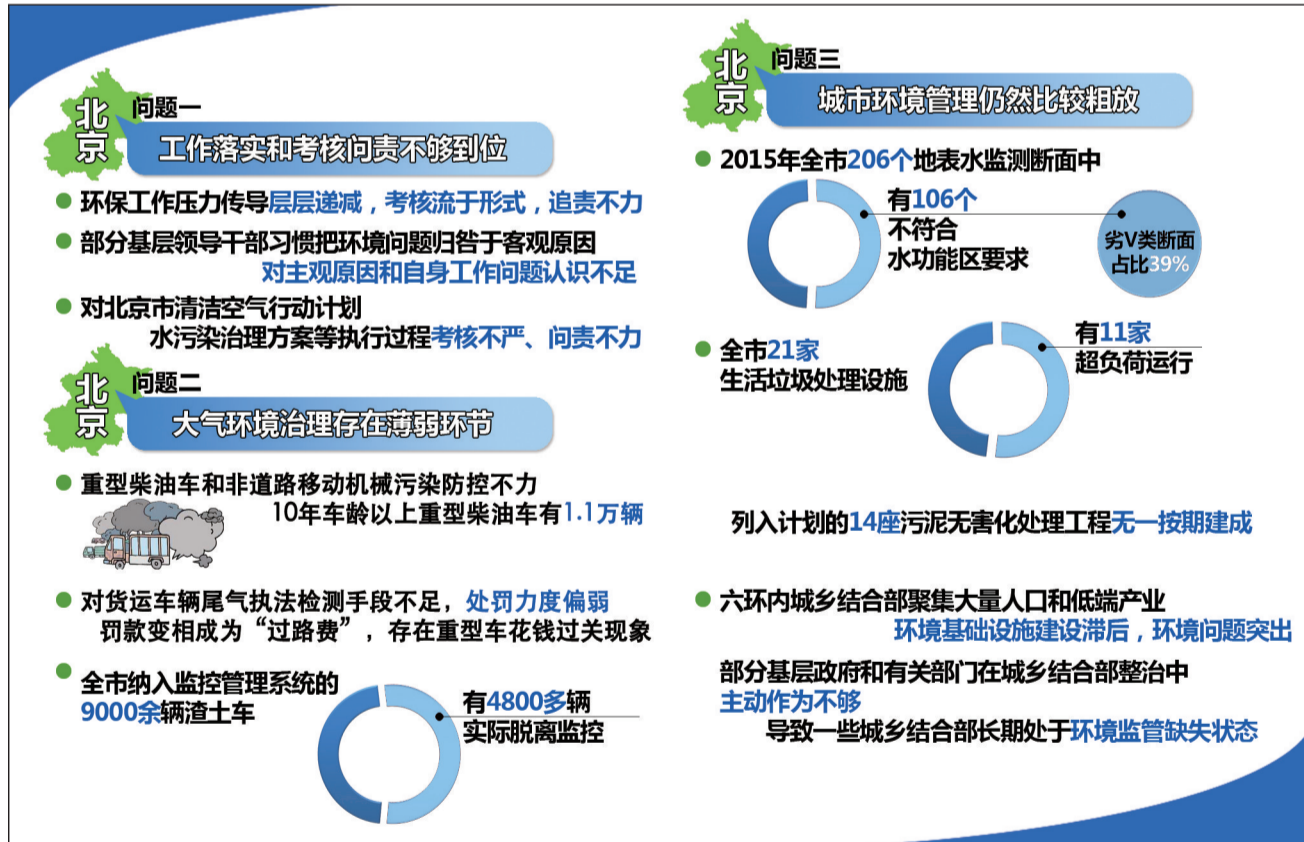 北京
问题一
工作落实和考核问责不够到位
环保工作压力传导层层递减，考核流于形式，追责不力
部分基层领导干部习惯把环境问题归咎于客观原因
对主观原因和自身工作问题认识不足
对北京市清洁空气行动计划
水污染治理方案等执行过程考核不严、问责不力
北京
问题二
大气环境治理存在薄弱环节
重型柴油车和非道路移动机械污染防控不力
10年车龄以上重型柴油车有1.1万辆
对货运车辆尾气执法检测手段不足，处罚力度偏弱
罚款变相成为“过路费”，存在重型车花钱过关现象
全市纳入监控管理系统的
9000余辆渣土车
有4800多辆
实际脱离监控
北京
问题三
城市环境管理仍然比较粗放
2015年全市206个地表水监测断面中
有106个
不符合
水功能区要求
劣V类断面
占比39%
全市21家
生活垃圾处理设施
有11家
超负荷运行
列入计划的14座污泥无害化处理工程无一按期建成
六环内城乡结合部聚集大量人口和低端产业
环境基础设施建设滞后，环境问题突出
部分基层政府和有关部门在城乡结合部整治中
主动作为不够
导致一些城乡结合部长期处于环境监管缺失状态